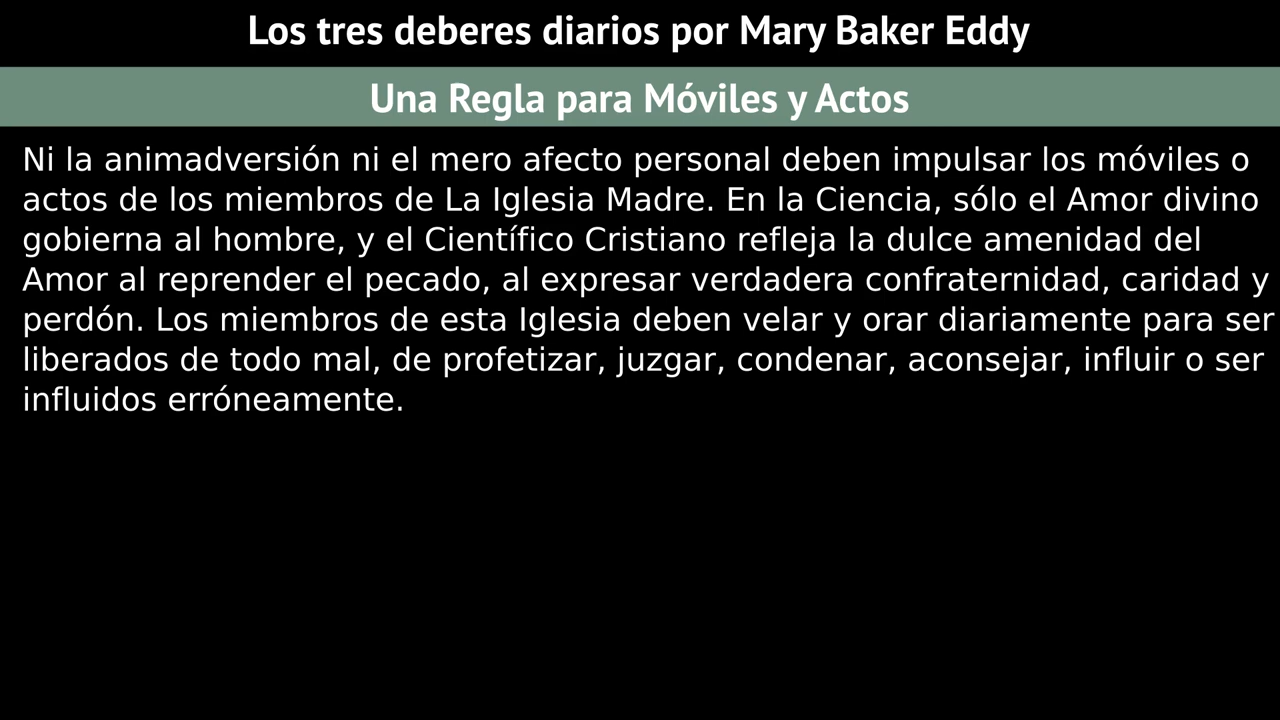 Los tres deberes diarios por Mary Baker Eddy
Una Regla para Móviles y Actos
Ni la animadversión ni el mero afecto personal deben impulsar los móviles o
actos de los miembros de La Iglesia Madre. En la Ciencia, sólo el Amor divino
gobierna al hombre, y el Científico Cristiano refleja la dulce amenidad del
Amor al reprender el pecado, al expresar verdadera confraternidad, caridad y
perdón. Los miembros de esta Iglesia deben velar y orar diariamente para ser
liberados de todo mal, de profetizar, juzgar, condenar, aconsejar, influir o ser
influidos erróneamente.